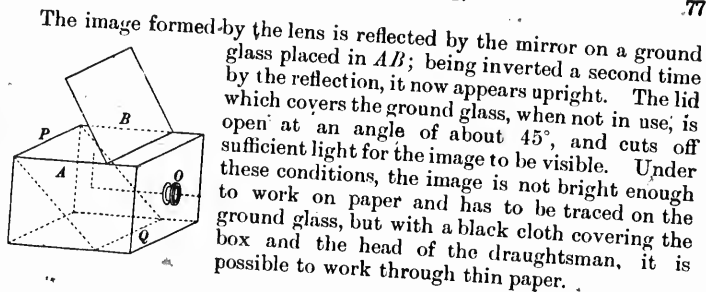 77
The image formed by the lens is reflected by the mirror on a ground
glass placed in AB; being inverted a second time
by the reflection, it now appears upright. The lid
which covers the ground glass, when not in use, is
open at an angle of about 45°, and cuts off
sufficient light for the image to be visible. Under
these conditions, the image is not bright enough
to work on paper and has to be traced on the
ground glass, but with a black cloth covering the
box and the head of the draughtsman, it is
possible to work through thin paper.
P
B
A
O
Q